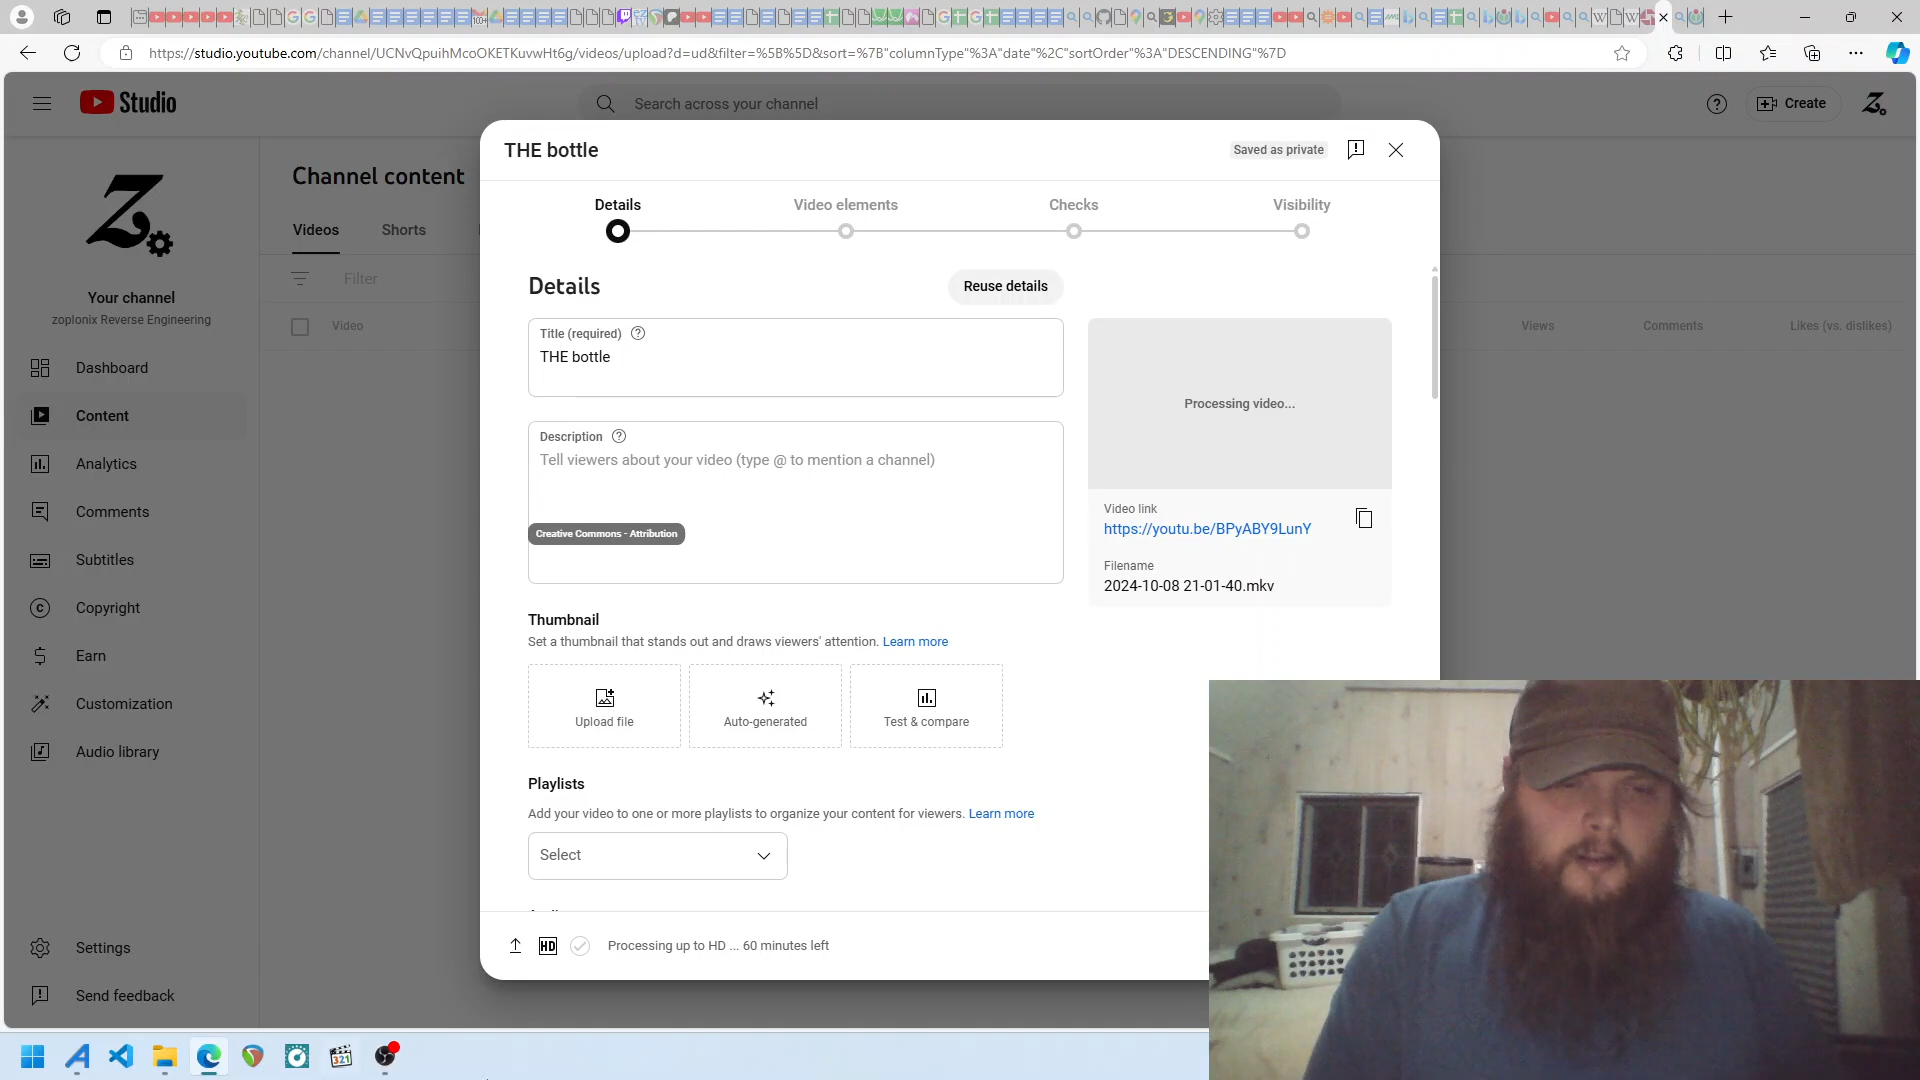 https://studio.youtube.com/channel/UCNvQpuihMcoOKETKuvwHt6g/videos/upload?d=ud&filter=%5B%5D&sort=%7B"columnType"%3A"date"%2C"sortOrder"%3A"DESCENDING"%7D
Studio
Search across your channel
Create
THE bottle
Saved as private
Details
Video elements
Checks
Visibility
Channel content
Videos
Shorts
Filter
Video
Views
Comments
Likes (vs. dislikes)
Your channel
zoplonix Reverse Engineering
Dashboard
Content
Analytics
Comments
Subtitles
Copyright
Earn
Customization
Audio library
Settings
Send feedback
Details
Reuse details
Title (required)
THE bottle
Description
Tell viewers about your video (type @ to mention a channel)
Creative Commons - Attribution
Processing video...
Video link
https://youtu.be/BPyABY9LunY
Filename
2024-10-08 21-01-40.mkv
Thumbnail
Set a thumbnail that stands out and draws viewers' attention. Learn more
Upload file
Auto-generated
Test & compare
Playlists
Add your video to one or more playlists to organize your content for viewers. Learn more
Select
HD
Processing up to HD ... 60 minutes left
321